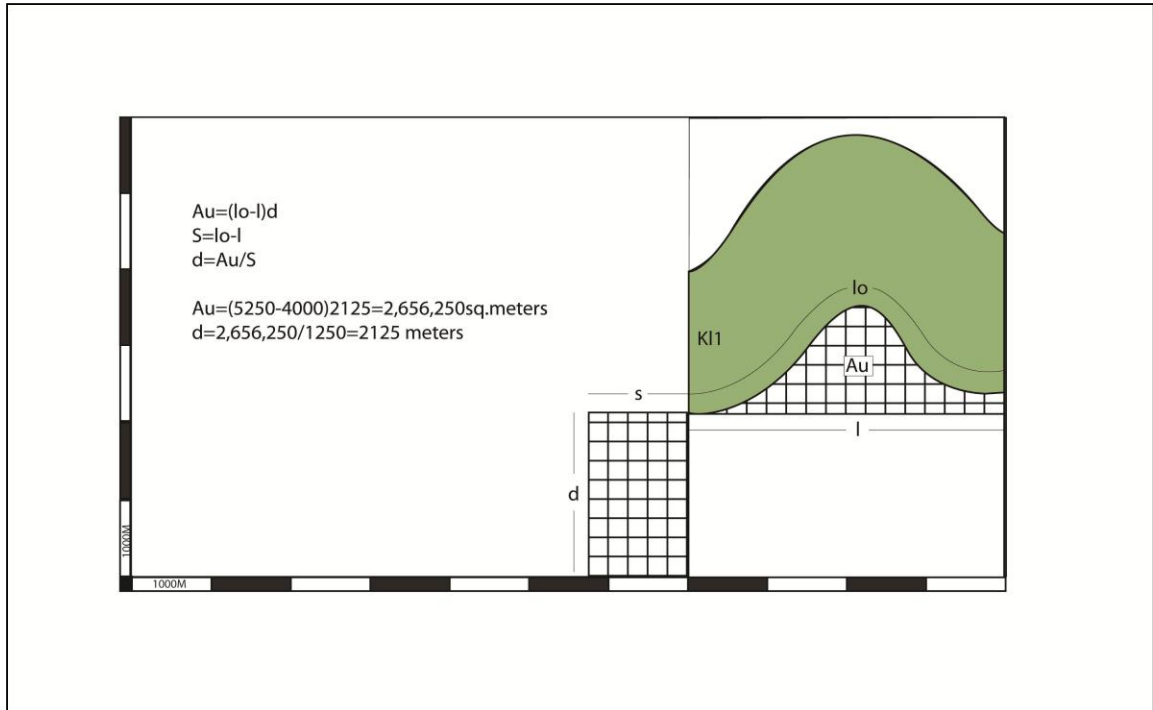 Au=(lo-l)d
S=lo-l
d=Au/S
Au=(5250-4000)2125=2,656,250sq.meters
d=2,656,250/1250=2125 meters
lo
Kl1
Au
s
l
d
1000M
1000M